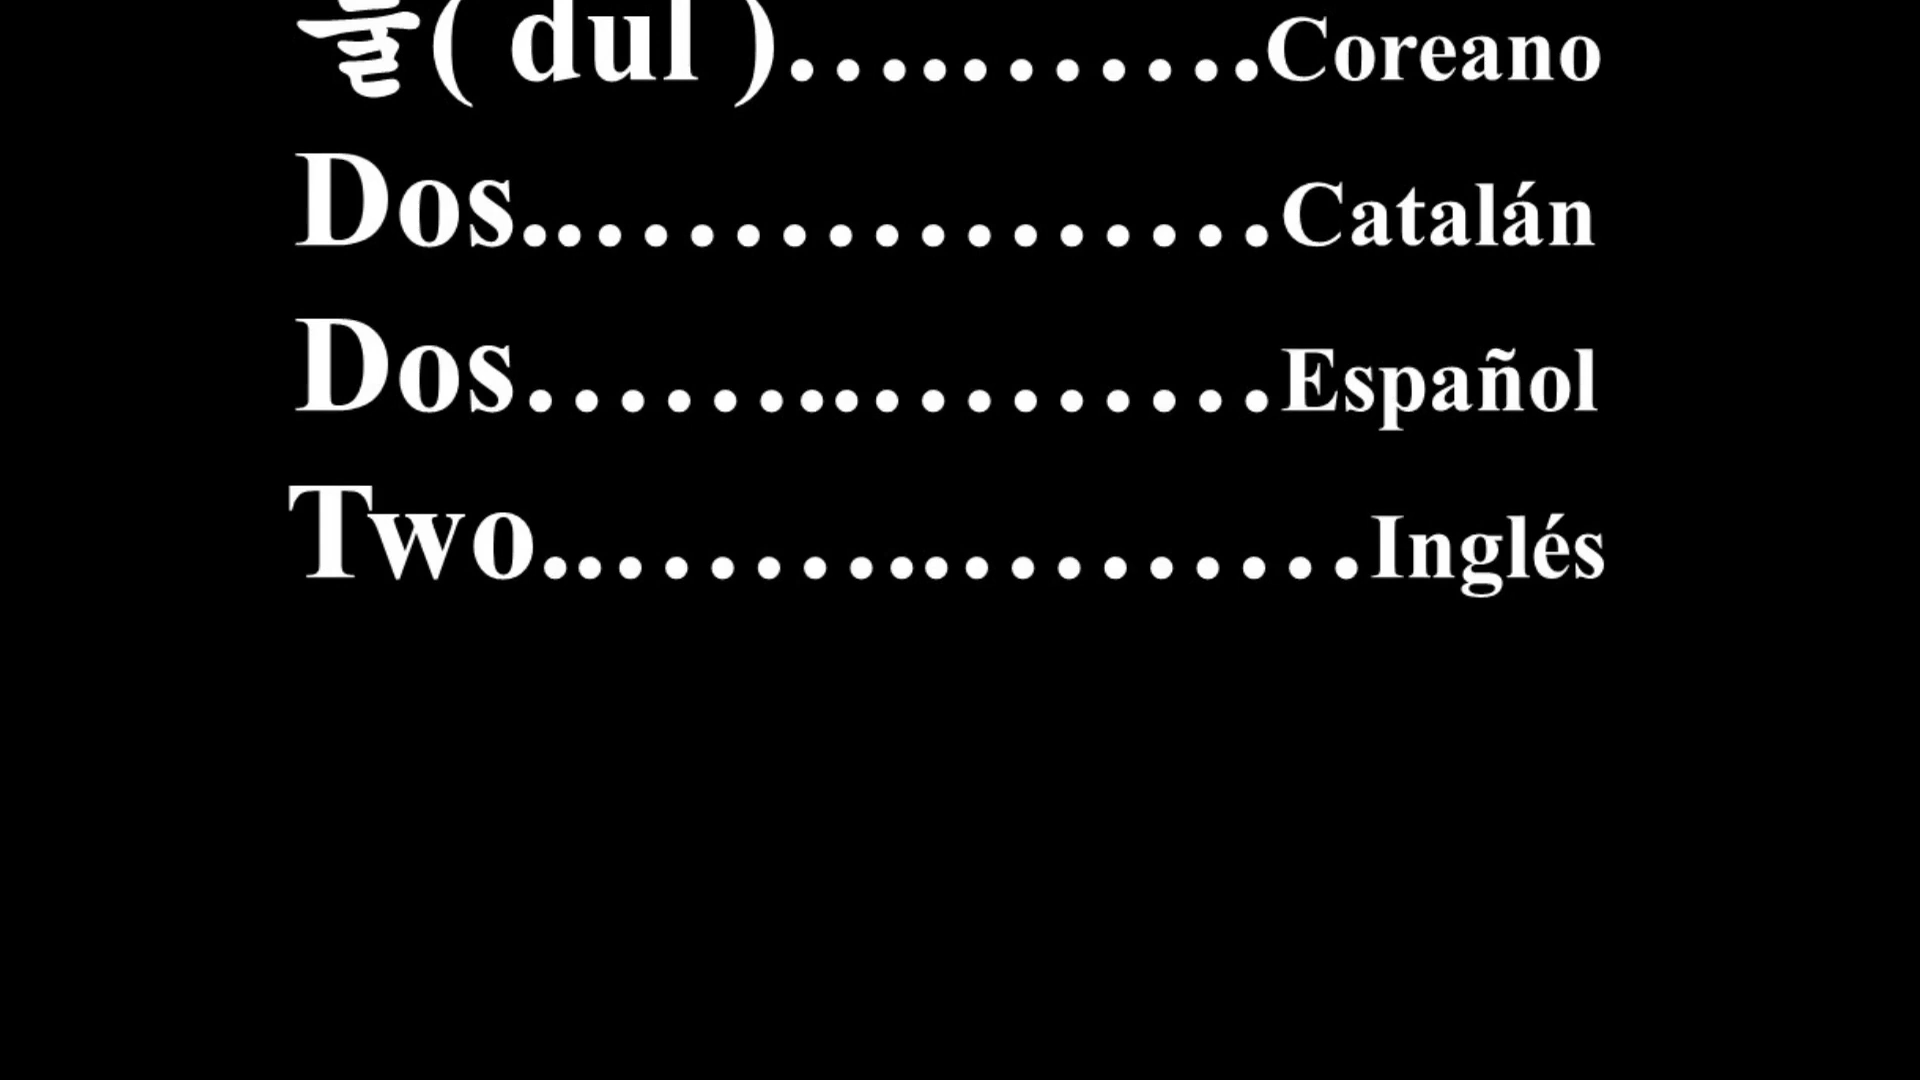 둘( dul )……………Coreano
Dos..……………………Catalán
Dos…………………….Español
Two..……………………Inglés